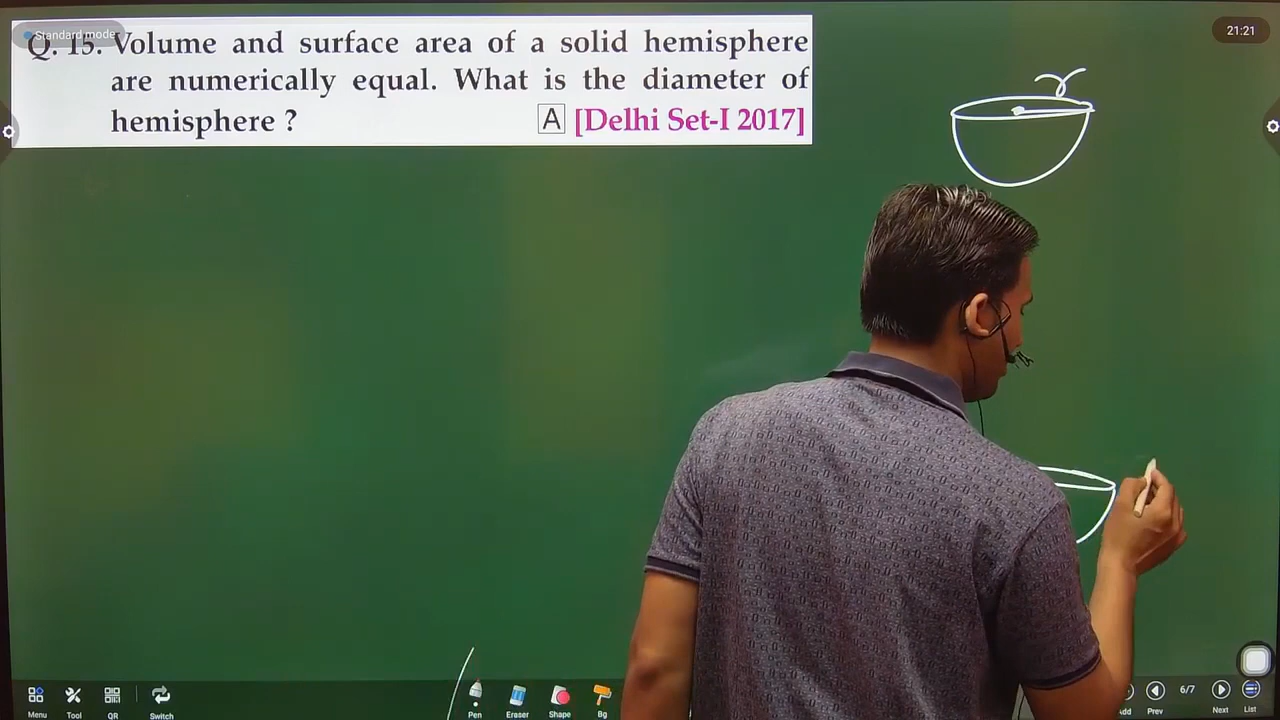 Standard mode
21:21
Q. 15. Volume and surface area of a solid hemisphere
are numerically equal. What is the diameter of
hemisphere ?
A [Delhi Set-I 2017]
r
Menu
Tool
QR
Switch
Pen
Eraser
Shape
Bg
Prev
6/7
Next
List